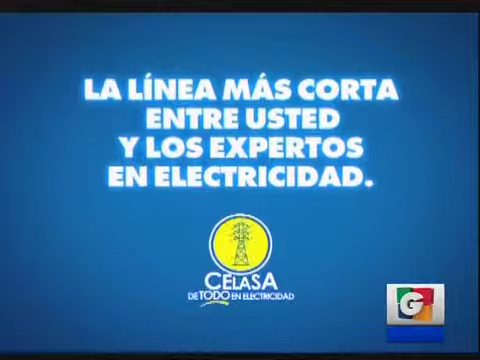 LA LÍNEA MÁS CORTA
ENTRE USTED
Y LOS EXPERTOS
EN ELECTRICIDAD.
CELASA
DE TODO EN ELECTRICIDAD
G